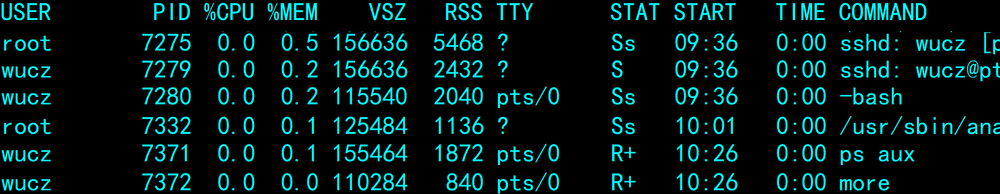 USER PID %CPU %MEM VSZ RSS TTY STAT START TIME COMMAND
root 7275 0.0 0.5 156636 5468 ? Ss 09:36 0:00 sshd: wucz [p
wucz 7279 0.0 0.2 156636 2432 ? S 09:36 0:00 sshd: wucz@pt
wucz 7280 0.0 0.2 115540 2040 pts/0 Ss 09:36 0:00 -bash
root 7332 0.0 0.1 125484 1136 ? Ss 10:01 0:00 /usr/sbin/ana
wucz 7371 0.0 0.1 155464 1872 pts/0 R+ 10:26 0:00 ps aux
wucz 7372 0.0 0.0 110284 840 pts/0 R+ 10:26 0:00 more